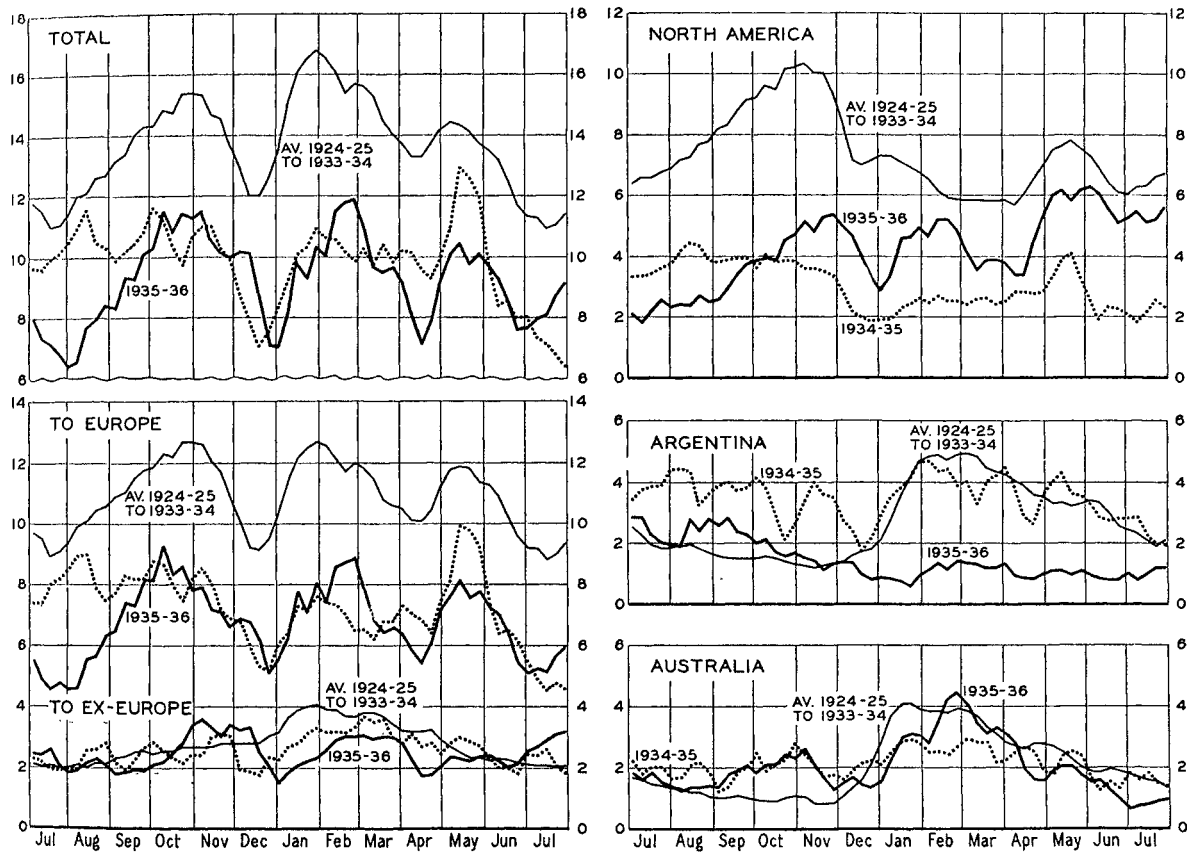 TOTAL
18 18
16 16
14 14
12 12
10 10
8 8
6 6
AV. 1924-25
TO 1933-34
1935-36
TO EUROPE
14 14
12 12
10 10
8 8
6 6
4 4
2 2
0 0
AV. 1924-25
TO 1933-34
1935-36
TO EX-EUROPE
AV. 1924-25
TO 1933-34
1935-36
Jul Aug Sep Oct Nov Dec Jan Feb Mar Apr May Jun Jul
NORTH AMERICA
12 12
10 10
8 8
6 6
4 4
2 2
0 0
AV. 1924-25
TO 1933-34
1935-36
1934-35
ARGENTINA
6 6
4 4
2 2
0 0
1934-35
AV. 1924-25
TO 1933-34
1935-36
AUSTRALIA
6 6
4 4
2 2
0 0
1934-35
AV. 1924-25
TO 1933-34
1935-36
Jul Aug Sep Oct Nov Dec Jan Feb Mar Apr May Jun Jul